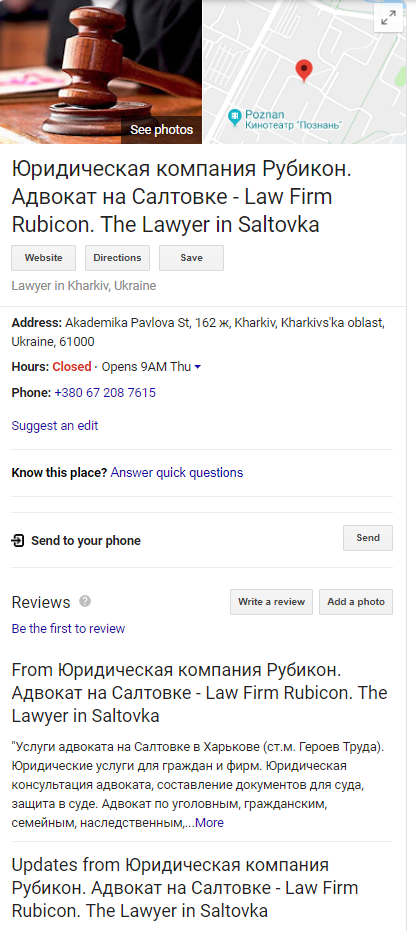 See photos
Poznan
Кинотеатр "Познань"
Юридическая компания Рубикон.
Адвокат на Салтовке - Law Firm
Rubicon. The Lawyer in Saltovka
Website Directions Save
Lawyer in Kharkiv, Ukraine
Address: Akademika Pavlova St, 162 ж, Kharkiv, Kharkivs'ka oblast,
Ukraine, 61000
Hours: Closed · Opens 9AM Thu
Phone: +380 67 208 7615
Suggest an edit
Know this place? Answer quick questions
Send to your phone Send
Reviews ? Write a review Add a photo
Be the first to review
From Юридическая компания Рубикон.
Адвокат на Салтовке - Law Firm Rubicon. The
Lawyer in Saltovka
"Услуги адвоката на Салтовке в Харькове (ст.м. Героев Труда).
Юридические услуги для граждан и фирм. Юридическая
консультация адвоката, составление документов для суда,
защита в суде. Адвокат по уголовным, гражданским,
семейным, наследственным,...More
Updates from Юридическая компания
Рубикон. Адвокат на Салтовке - Law Firm
Rubicon. The Lawyer in Saltovka